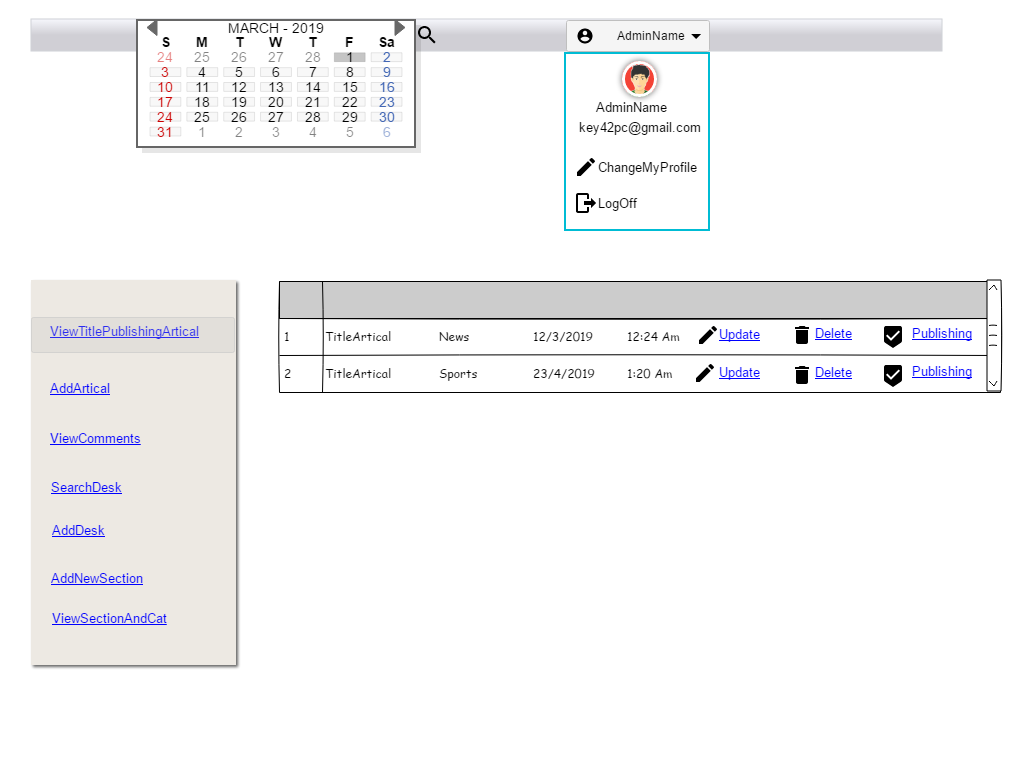 MARCH - 2019
S M T W T F Sa
24 25 26 27 28 1 2
3 4 5 6 7 8 9
10 11 12 13 14 15 16
17 18 19 20 21 22 23
24 25 26 27 28 29 30
31 1 2 3 4 5 6
AdminName
AdminName
key42pc@gmail.com
ChangeMyProfile
LogOff
ViewTitlePublishingArtical
AddArtical
ViewComments
SearchDesk
AddDesk
AddNewSection
ViewSectionAndCat
1 TitleArtical News 12/3/2019 12:24 Am Update Delete Publishing
2 TitleArtical Sports 23/4/2019 1:20 Am Update Delete Publishing